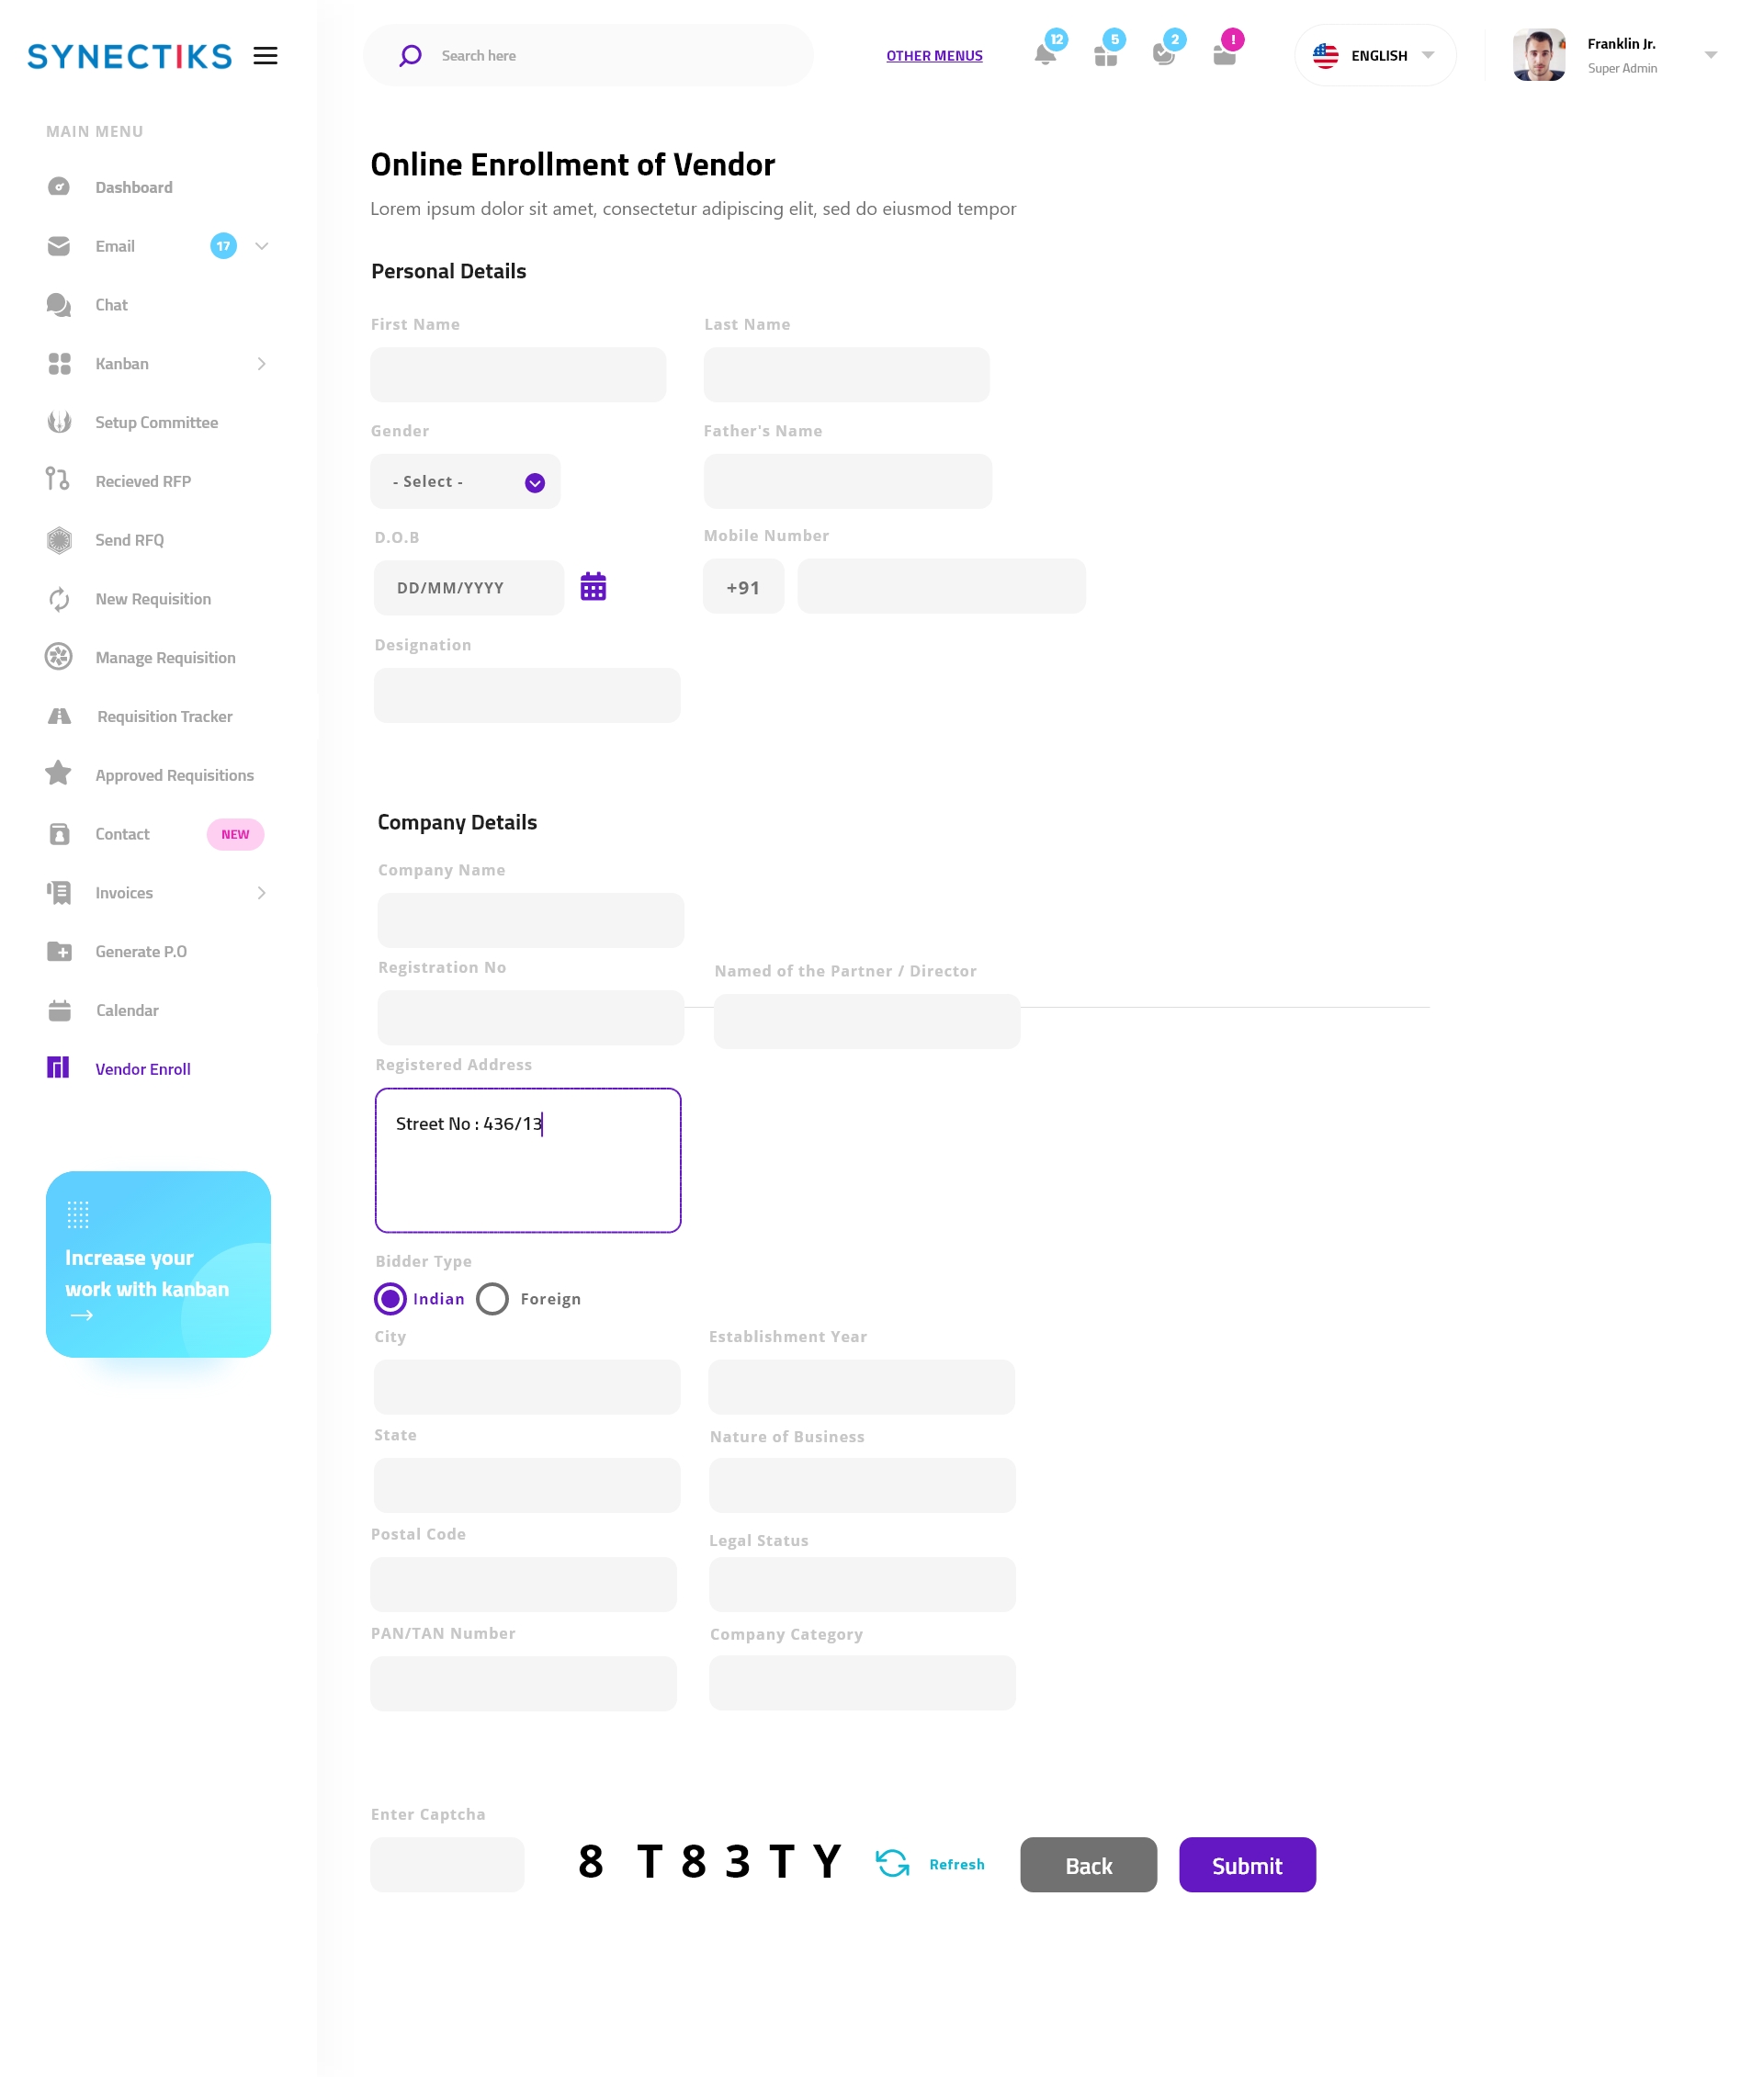 SYNECTIKS
Search here
OTHER MENUS
12
5
2
!
ENGLISH
Franklin Jr.
Super Admin
MAIN MENU
Dashboard
Email 17
Chat
Kanban
Setup Committee
Recieved RFP
Send RFQ
New Requisition
Manage Requisition
Requisition Tracker
Approved Requisitions
Contact NEW
Invoices
Generate P.O
Calendar
Vendor Enroll
Increase your
work with kanban
Online Enrollment of Vendor
Lorem ipsum dolor sit amet, consectetur adipiscing elit, sed do eiusmod tempor
Personal Details
First Name Last Name
Gender Father's Name
- Select -
D.O.B Mobile Number
DD/MM/YYYY +91
Designation
Company Details
Company Name
Registration No Named of the Partner / Director
Registered Address
Street No : 436/13
Bidder Type
Indian Foreign
City Establishment Year
State Nature of Business
Postal Code Legal Status
PAN/TAN Number Company Category
Enter Captcha
8 T 8 3 T Y Refresh Back Submit